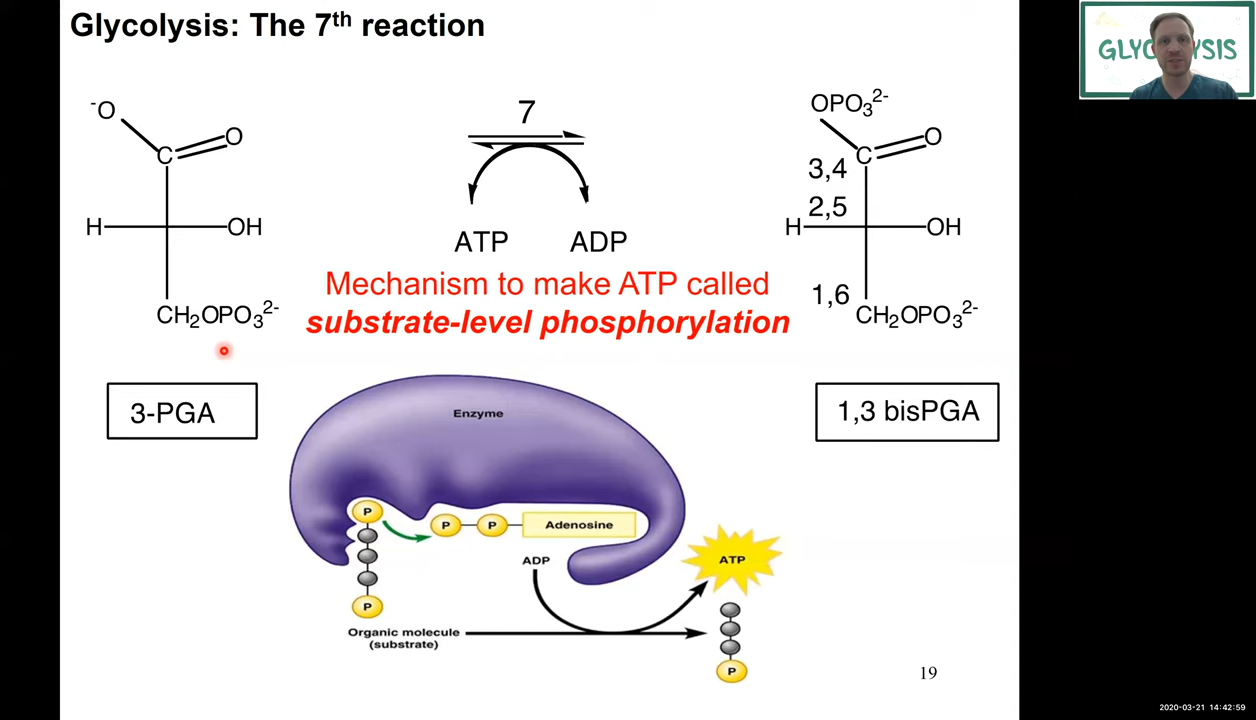 Glycolysis: The 7th reaction
GLYC YSIS
-O
O
C
H
OH
CH2OPO3 2-
7
ATP
ADP
OPO3 2-
O
C
3,4
2,5
H
OH
1,6
CH2OPO3 2-
Mechanism to make ATP called
substrate-level phosphorylation
3-PGA
1,3 bisPGA
Enzyme
P
P
P
Adenosine
ADP
ATP
P
Organic molecule
(substrate)
P
19
2020-03-21 14:42:59